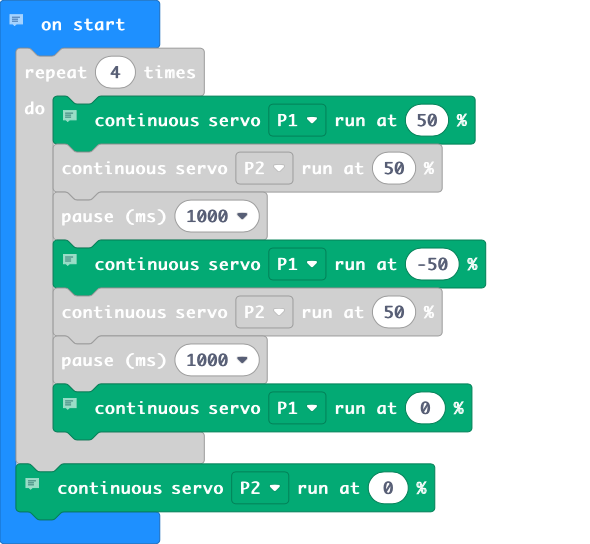 on start
repeat 4 times
do
continuous servo P1 run at 50 %
continuous servo P2 run at 50 %
pause (ms) 1000
continuous servo P1 run at -50 %
continuous servo P2 run at 50 %
pause (ms) 1000
continuous servo P1 run at 0 %
continuous servo P2 run at 0 %